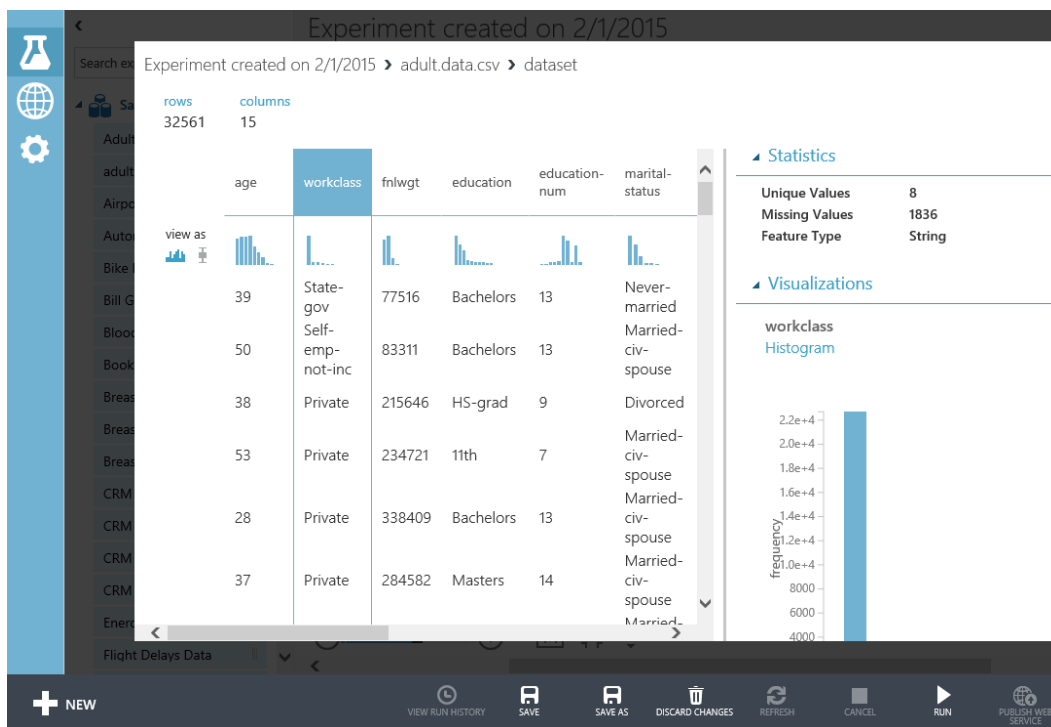 Experiment created on 2/1/2015
Search ex
Experiment created on 2/1/2015 > adult.data.csv > dataset
rows columns
32561 15
Sa
Adult
adult
Airpo
Auto
Bike
Bill G
Blood
Book
Breas
Breas
Breas
CRM
CRM
CRM
CRM
Energ
Flight Delays Data
age workclass fnlwgt education education-num marital-status
view as
39 State-gov 77516 Bachelors 13 Never-married
50 Self-emp-not-inc 83311 Bachelors 13 Married-civ-spouse
38 Private 215646 HS-grad 9 Divorced
53 Private 234721 11th 7 Married-civ-spouse
28 Private 338409 Bachelors 13 Married-civ-spouse
37 Private 284582 Masters 14 Married-civ-spouse
Married-
Statistics
Unique Values 8
Missing Values 1836
Feature Type String
Visualizations
workclass
Histogram
frequency
2.2e+4
2.0e+4
1.8e+4
1.6e+4
1.4e+4
1.2e+4
1.0e+4
8000
6000
4000
NEW
VIEW RUN HISTORY
SAVE
SAVE AS
DISCARD CHANGES
REFRESH
CANCEL
RUN
PUBLISH WEB
SERVICE